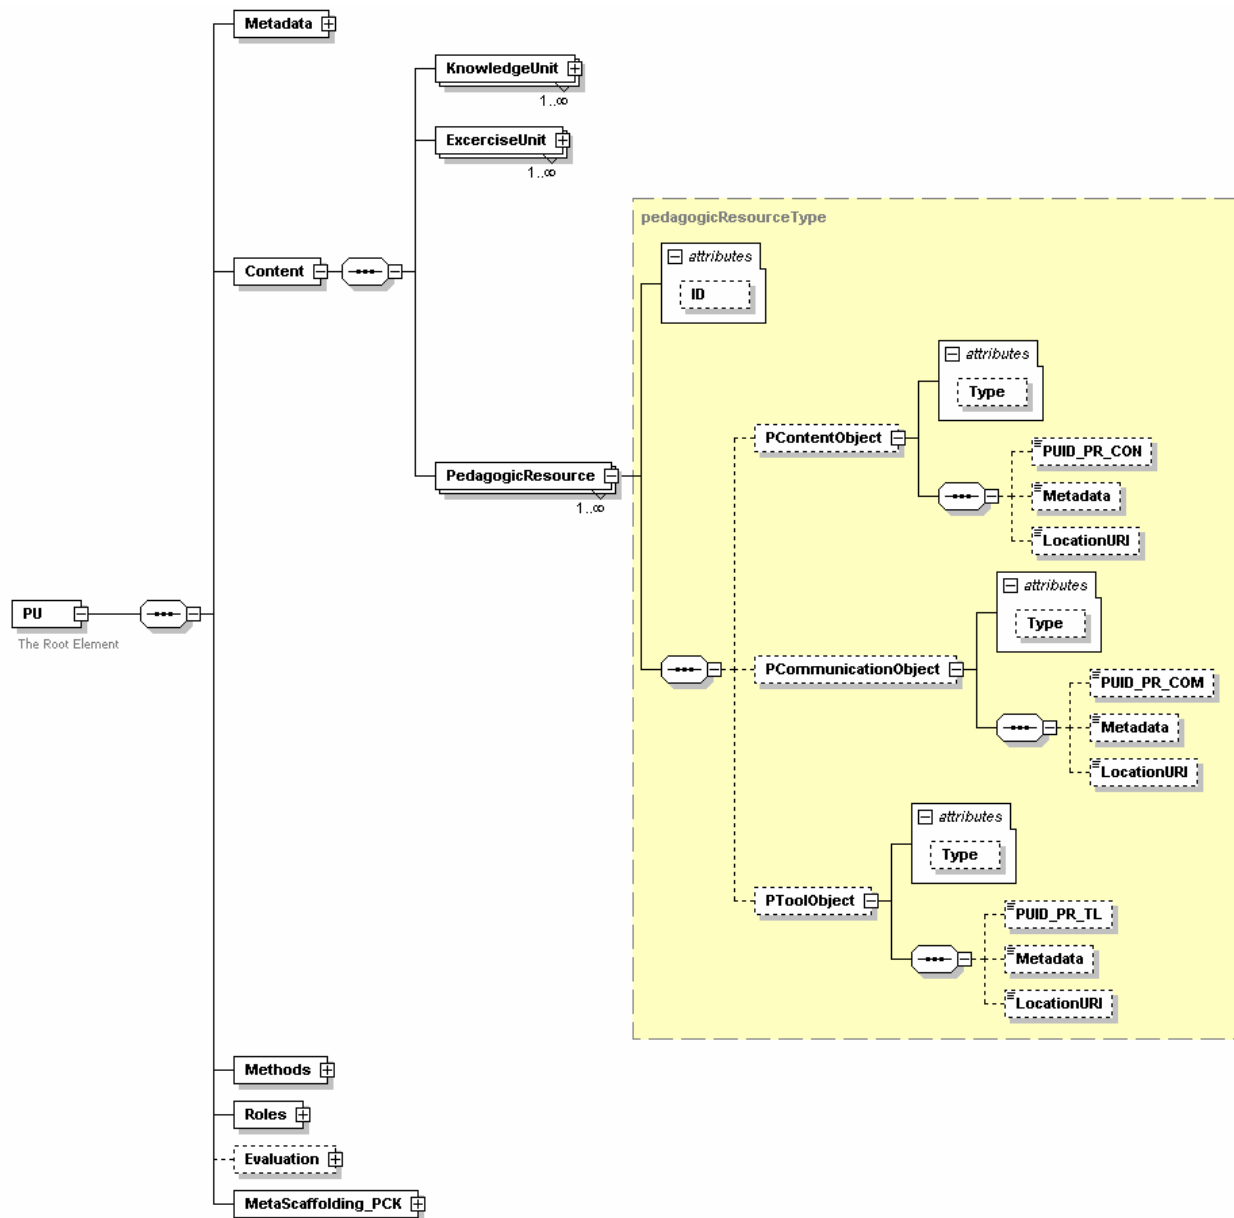 Metadata
KnowledgeUnit
1..∞
ExcerciseUnit
1..∞
pedagogicResourceType
attributes
ID
Content
attributes
Type
PContentObject
PUID_PR_CON
Metadata
LocationURI
PedagogicResource
1..∞
PU
The Root Element
attributes
Type
PCommunicationObject
PUID_PR_COM
Metadata
LocationURI
attributes
Type
PToolObject
PUID_PR_TL
Metadata
LocationURI
Methods
Roles
Evaluation
MetaScaffolding_PCK